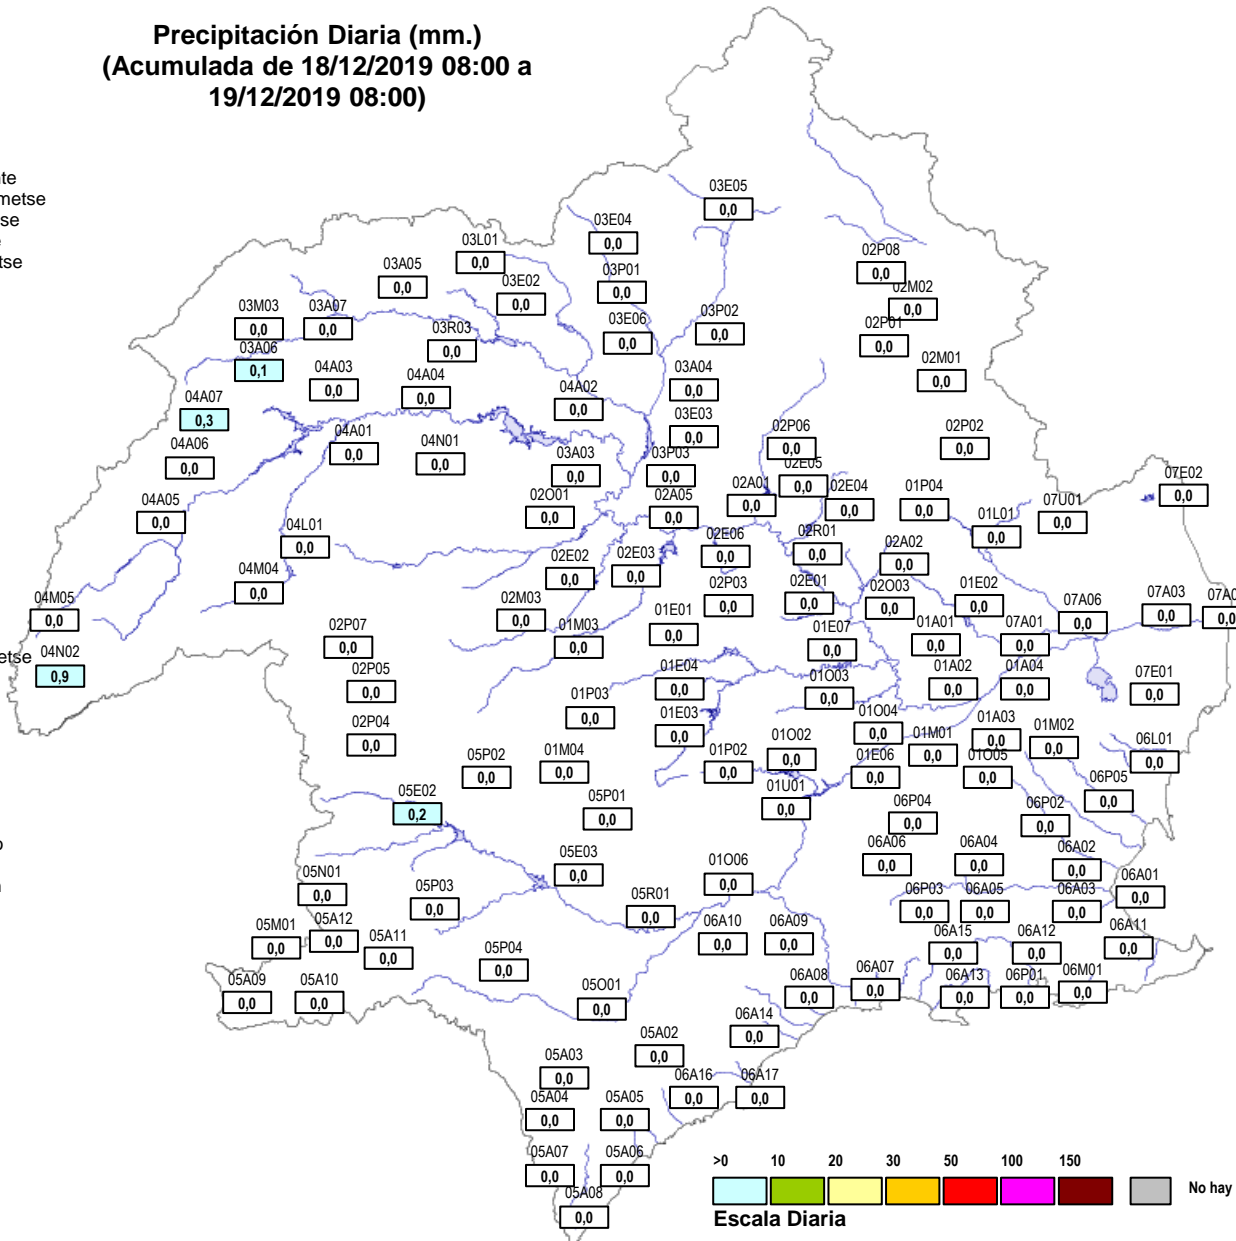 Precipitación Diaria (mm.)
(Acumulada de 18/12/2019 08:00 a
19/12/2019 08:00)
te
metse
se
e
tse
03E05
0,0
03E04
0,0
03L01
0,0
02P08
0,0
03A05
0,0
03P01
0,0
03E02
0,0
02M02
0,0
03M03
0,0
03A07
0,0
03P02
0,0
03E06
0,0
03R03
0,0
02P01
0,0
03A06
0,1
02M01
0,0
04A03
0,0
04A04
0,0
03A04
0,0
04A02
0,0
04A07
0,3
03E03
0,0
02P06
0,0
02P02
0,0
04A01
0,0
04N01
0,0
04A06
0,0
03A03
0,0
03P03
0,0
02E05
0,0
07E02
0,0
02A01
0,0
02E04
0,0
01P04
0,0
04A05
0,0
02O01
0,0
02A05
0,0
07U01
0,0
01L01
0,0
04L01
0,0
02E06
0,0
02R01
0,0
02A02
0,0
02E02
0,0
02E03
0,0
04M04
0,0
02P03
0,0
02E01
0,0
02O03
0,0
01E02
0,0
04M05
0,0
02M03
0,0
01E01
0,0
07A06
0,0
07A03
0,0
07A0
0,0
02P07
0,0
01M03
0,0
01E07
0,0
01A01
0,0
07A01
0,0
etse
04N02
0,9
02P05
0,0
01E04
0,0
01O03
0,0
01A02
0,0
01A04
0,0
07E01
0,0
01P03
0,0
02P04
0,0
01E03
0,0
01O04
0,0
01A03
0,0
01M02
0,0
01M01
0,0
01O02
0,0
06L01
0,0
05P02
0,0
01M04
0,0
01P02
0,0
01E06
0,0
01O05
0,0
05E02
0,2
05P01
0,0
01U01
0,0
06P05
0,0
06P04
0,0
06P02
0,0
o
05E03
0,0
01O06
0,0
06A06
0,0
06A04
0,0
06A02
0,0
n
05N01
0,0
05P03
0,0
05R01
0,0
06P03
0,0
06A05
0,0
06A03
0,0
06A01
0,0
05M01
0,0
05A12
0,0
05A11
0,0
06A10
0,0
06A09
0,0
06A15
0,0
06A12
0,0
06A11
0,0
05P04
0,0
05A09
0,0
05A10
0,0
05O01
0,0
06A08
0,0
06A07
0,0
06A13
0,0
06P01
0,0
06M01
0,0
06A14
0,0
05A02
0,0
05A03
0,0
06A16
0,0
06A17
0,0
05A04
0,0
05A05
0,0
05A07
0,0
05A06
0,0
05A08
0,0
>0 10 20 30 50 100 150
No hay
Escala Diaria